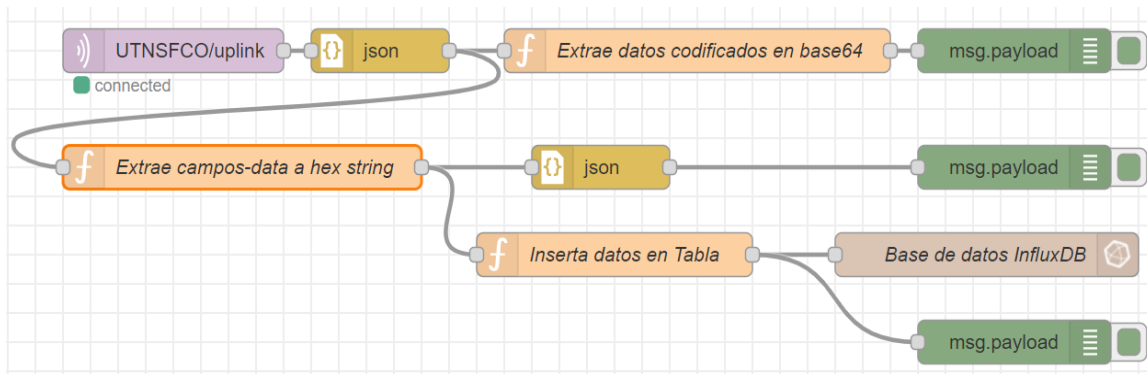 UTNSFCO/uplink
json
Extrae datos codificados en base64
msg.payload
connected
Extrae campos-data a hex string
json
msg.payload
Inserta datos en Tabla
Base de datos InfluxDB
msg.payload